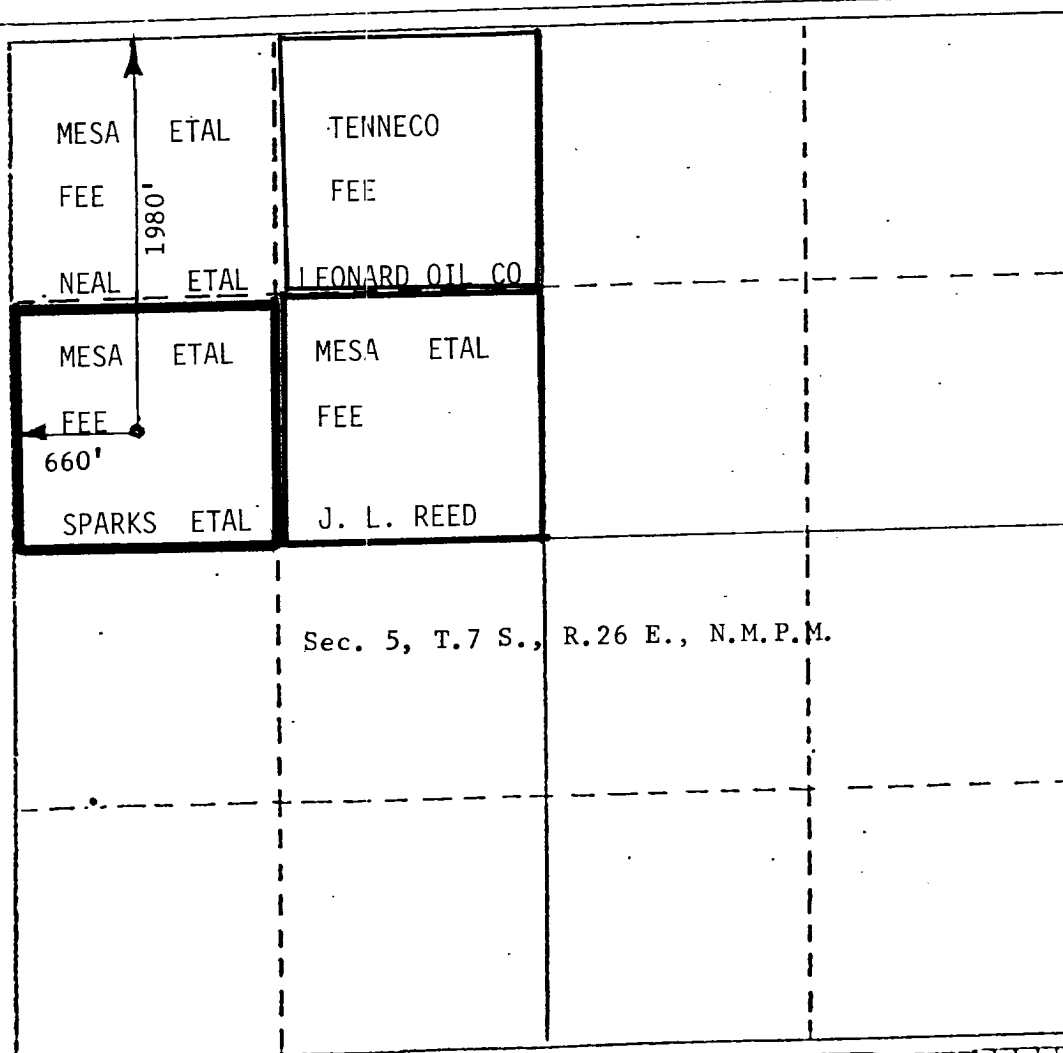 MESA ETAL
FEE
1980'
NEAL ETAL
TENNECO
FEE
LEONARD OIL CO
MESA ETAL
FEE
660'
SPARKS ETAL
MESA ETAL
FEE
J. L. REED
Sec. 5, T.7 S., R.26 E., N.M.P.M.